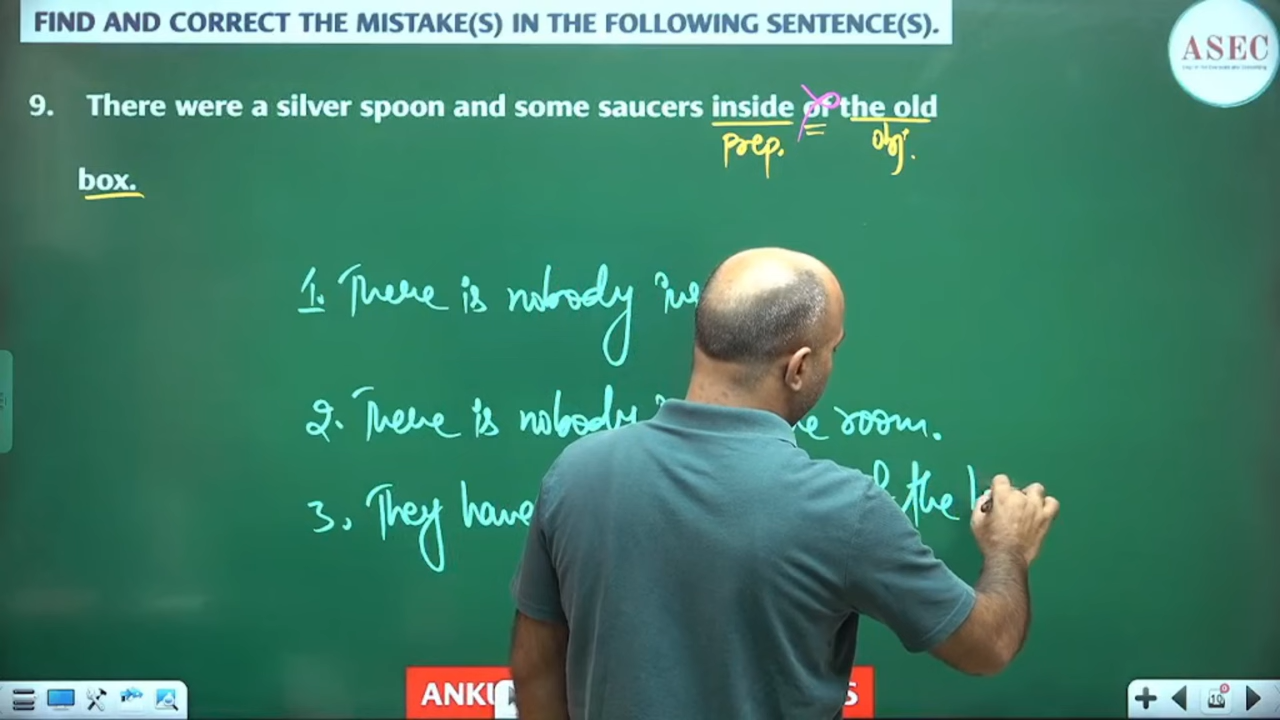 FIND AND CORRECT THE MISTAKE(S) IN THE FOLLOWING SENTENCE(S).
ASEC
9. There were a silver spoon and some saucers inside of the old
prep. obj.
box.
1. There is nobody
2. There is nobody room.
3. They have the